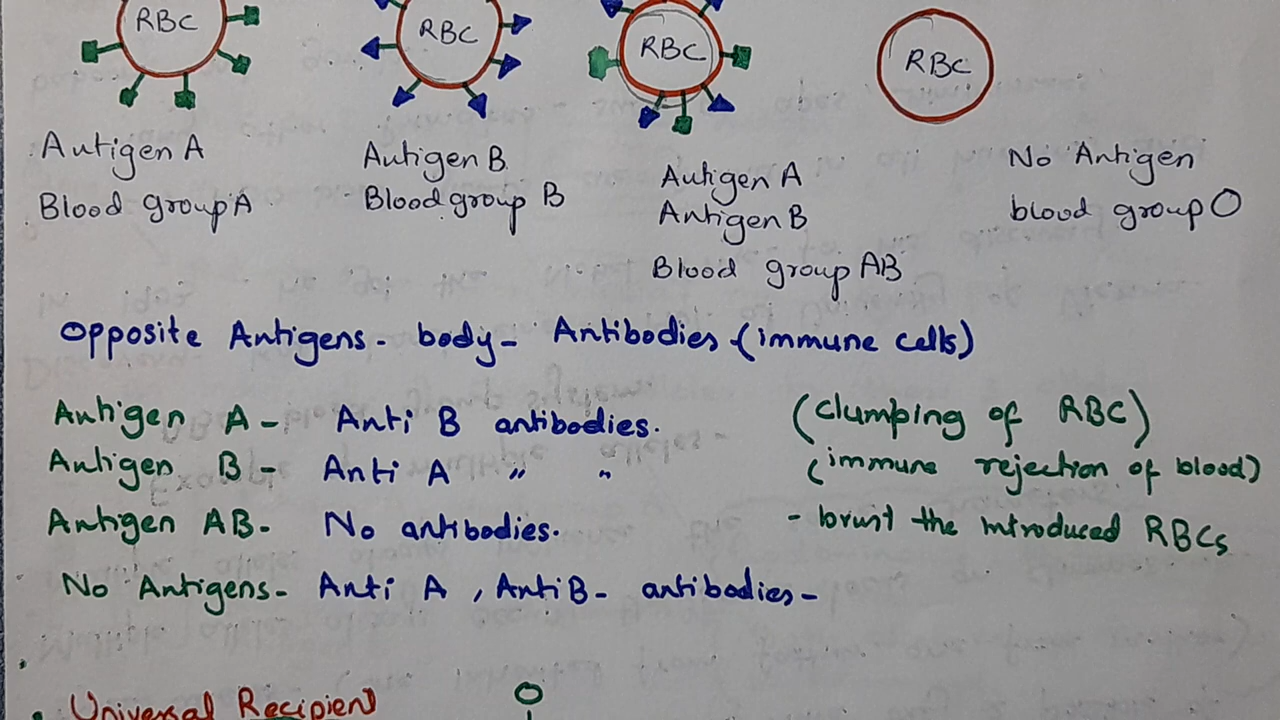 RBC RBC RBC RBC
Antigen A
Blood group A
Antigen B
Blood group B
Antigen A
Antigen B
Blood group AB
No Antigen
blood group O
Opposite Antigens - body - Antibodies (immune cells)
Antigen A - Anti B antibodies. (Clumping of RBC)
Antigen B - Anti A " " (immune rejection of blood)
Antigen AB - No antibodies. - brust the introduced RBCs
No Antigens - Anti A , Anti B - antibodies -
• Universal Recipient O